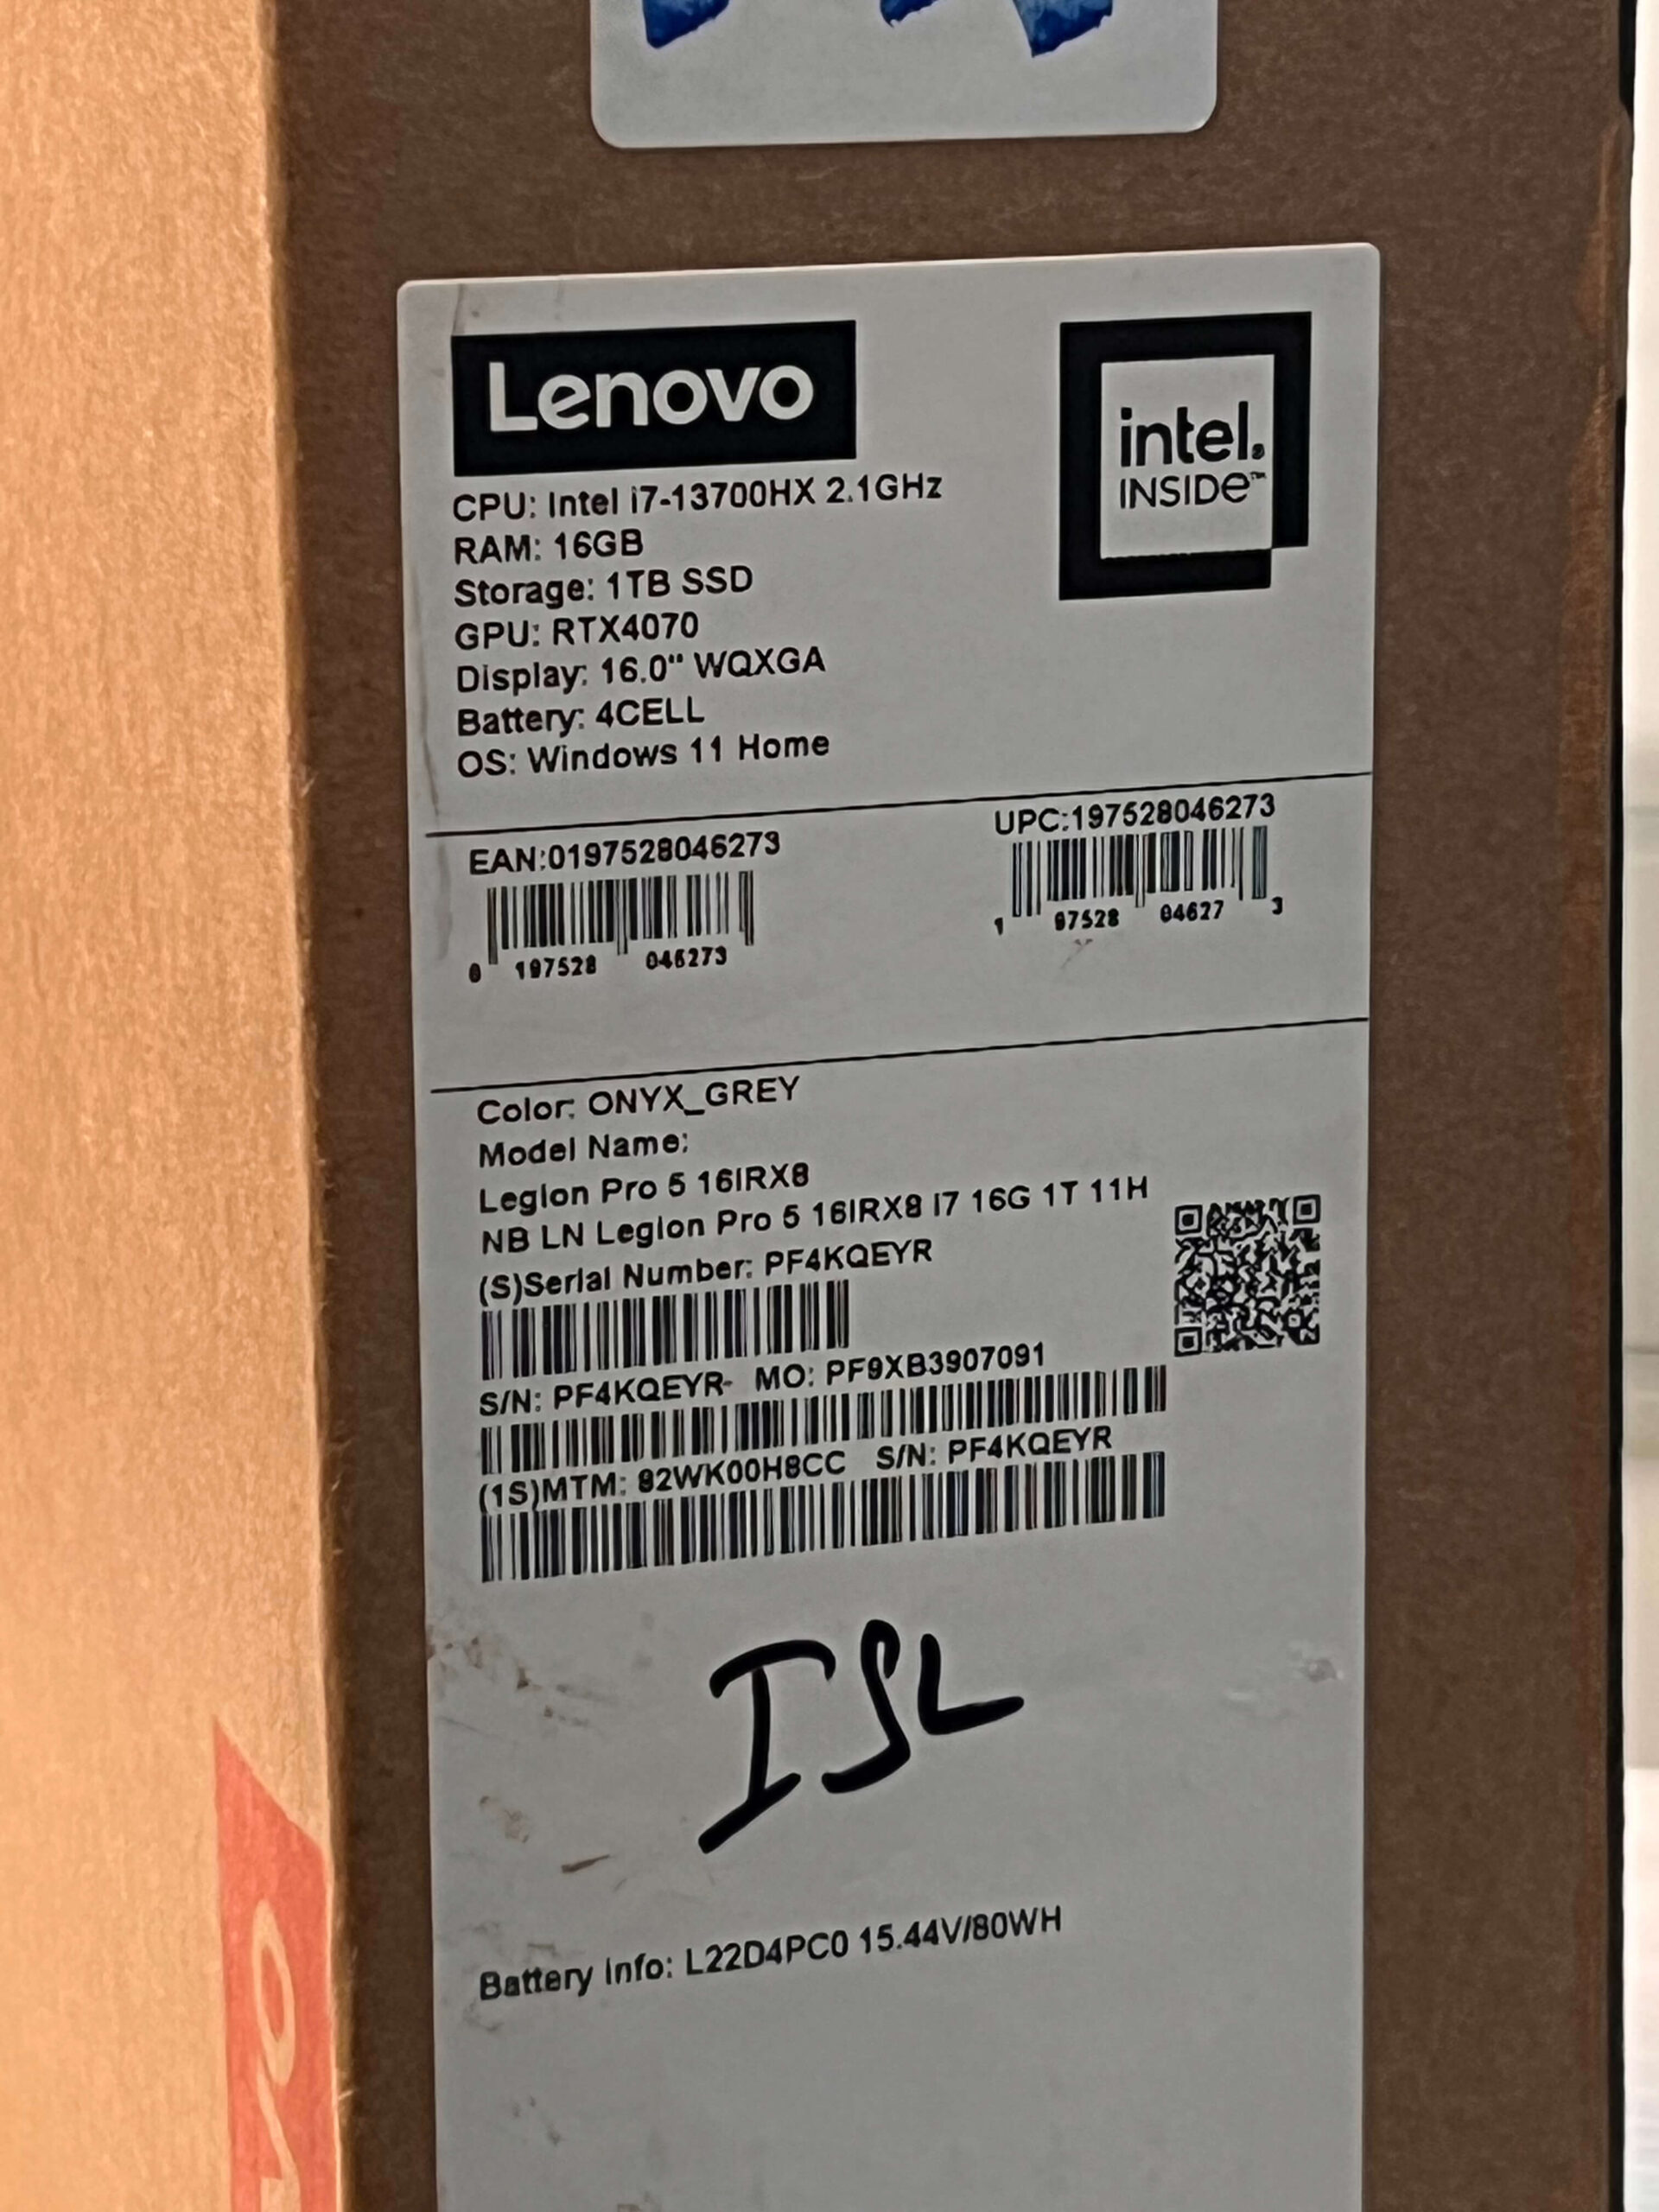 Lenovo
intel.
INSIDE™
CPU: Intel i7-13700HX 2.1GHz
RAM: 16GB
Storage: 1TB SSD
GPU: RTX4070
Display: 16.0" WQXGA
Battery: 4CELL
OS: Windows 11 Home
EAN:0197528046273
0 197528 046273
UPC:197528046273
1 97528 04627 3
Color: ONYX_GREY
Model Name:
Legion Pro 5 16IRX8
NB LN Legion Pro 5 16IRX8 I7 16G 1T 11H
(S)Serial Number: PF4KQEYR
S/N: PF4KQEYR- MO: PF9XB3907091
(1S)MTM: 82WK00H8CC S/N: PF4KQEYR
ISL
Battery Info: L22D4PC0 15.44V/80WH